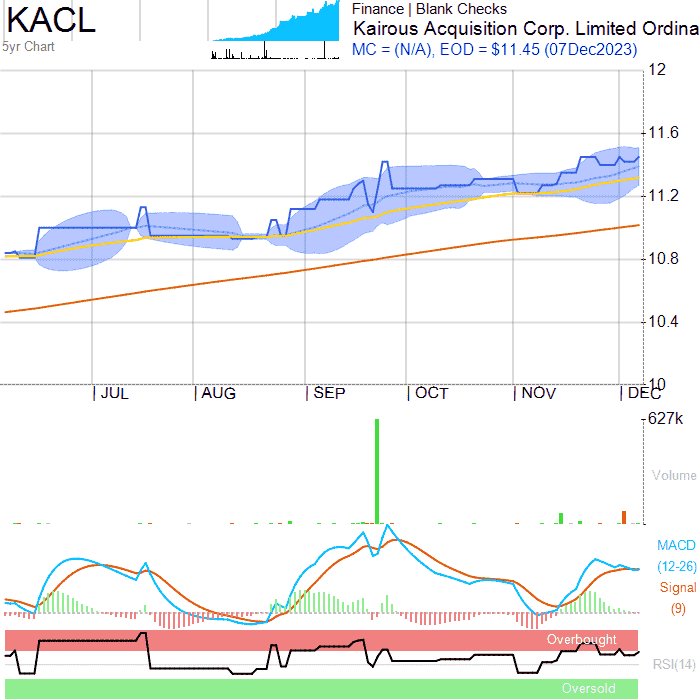 KACL
5yr Chart
Finance | Blank Checks
Kairous Acquisition Corp. Limited Ordina
MC = (N/A), EOD = $11.45 (07Dec2023)
12
11.6
11.2
10.8
10.4
10
JUL AUG SEP OCT NOV DEC
627k
Volume
MACD
(12-26)
Signal
(9)
Overbought
RSI(14)
Oversold